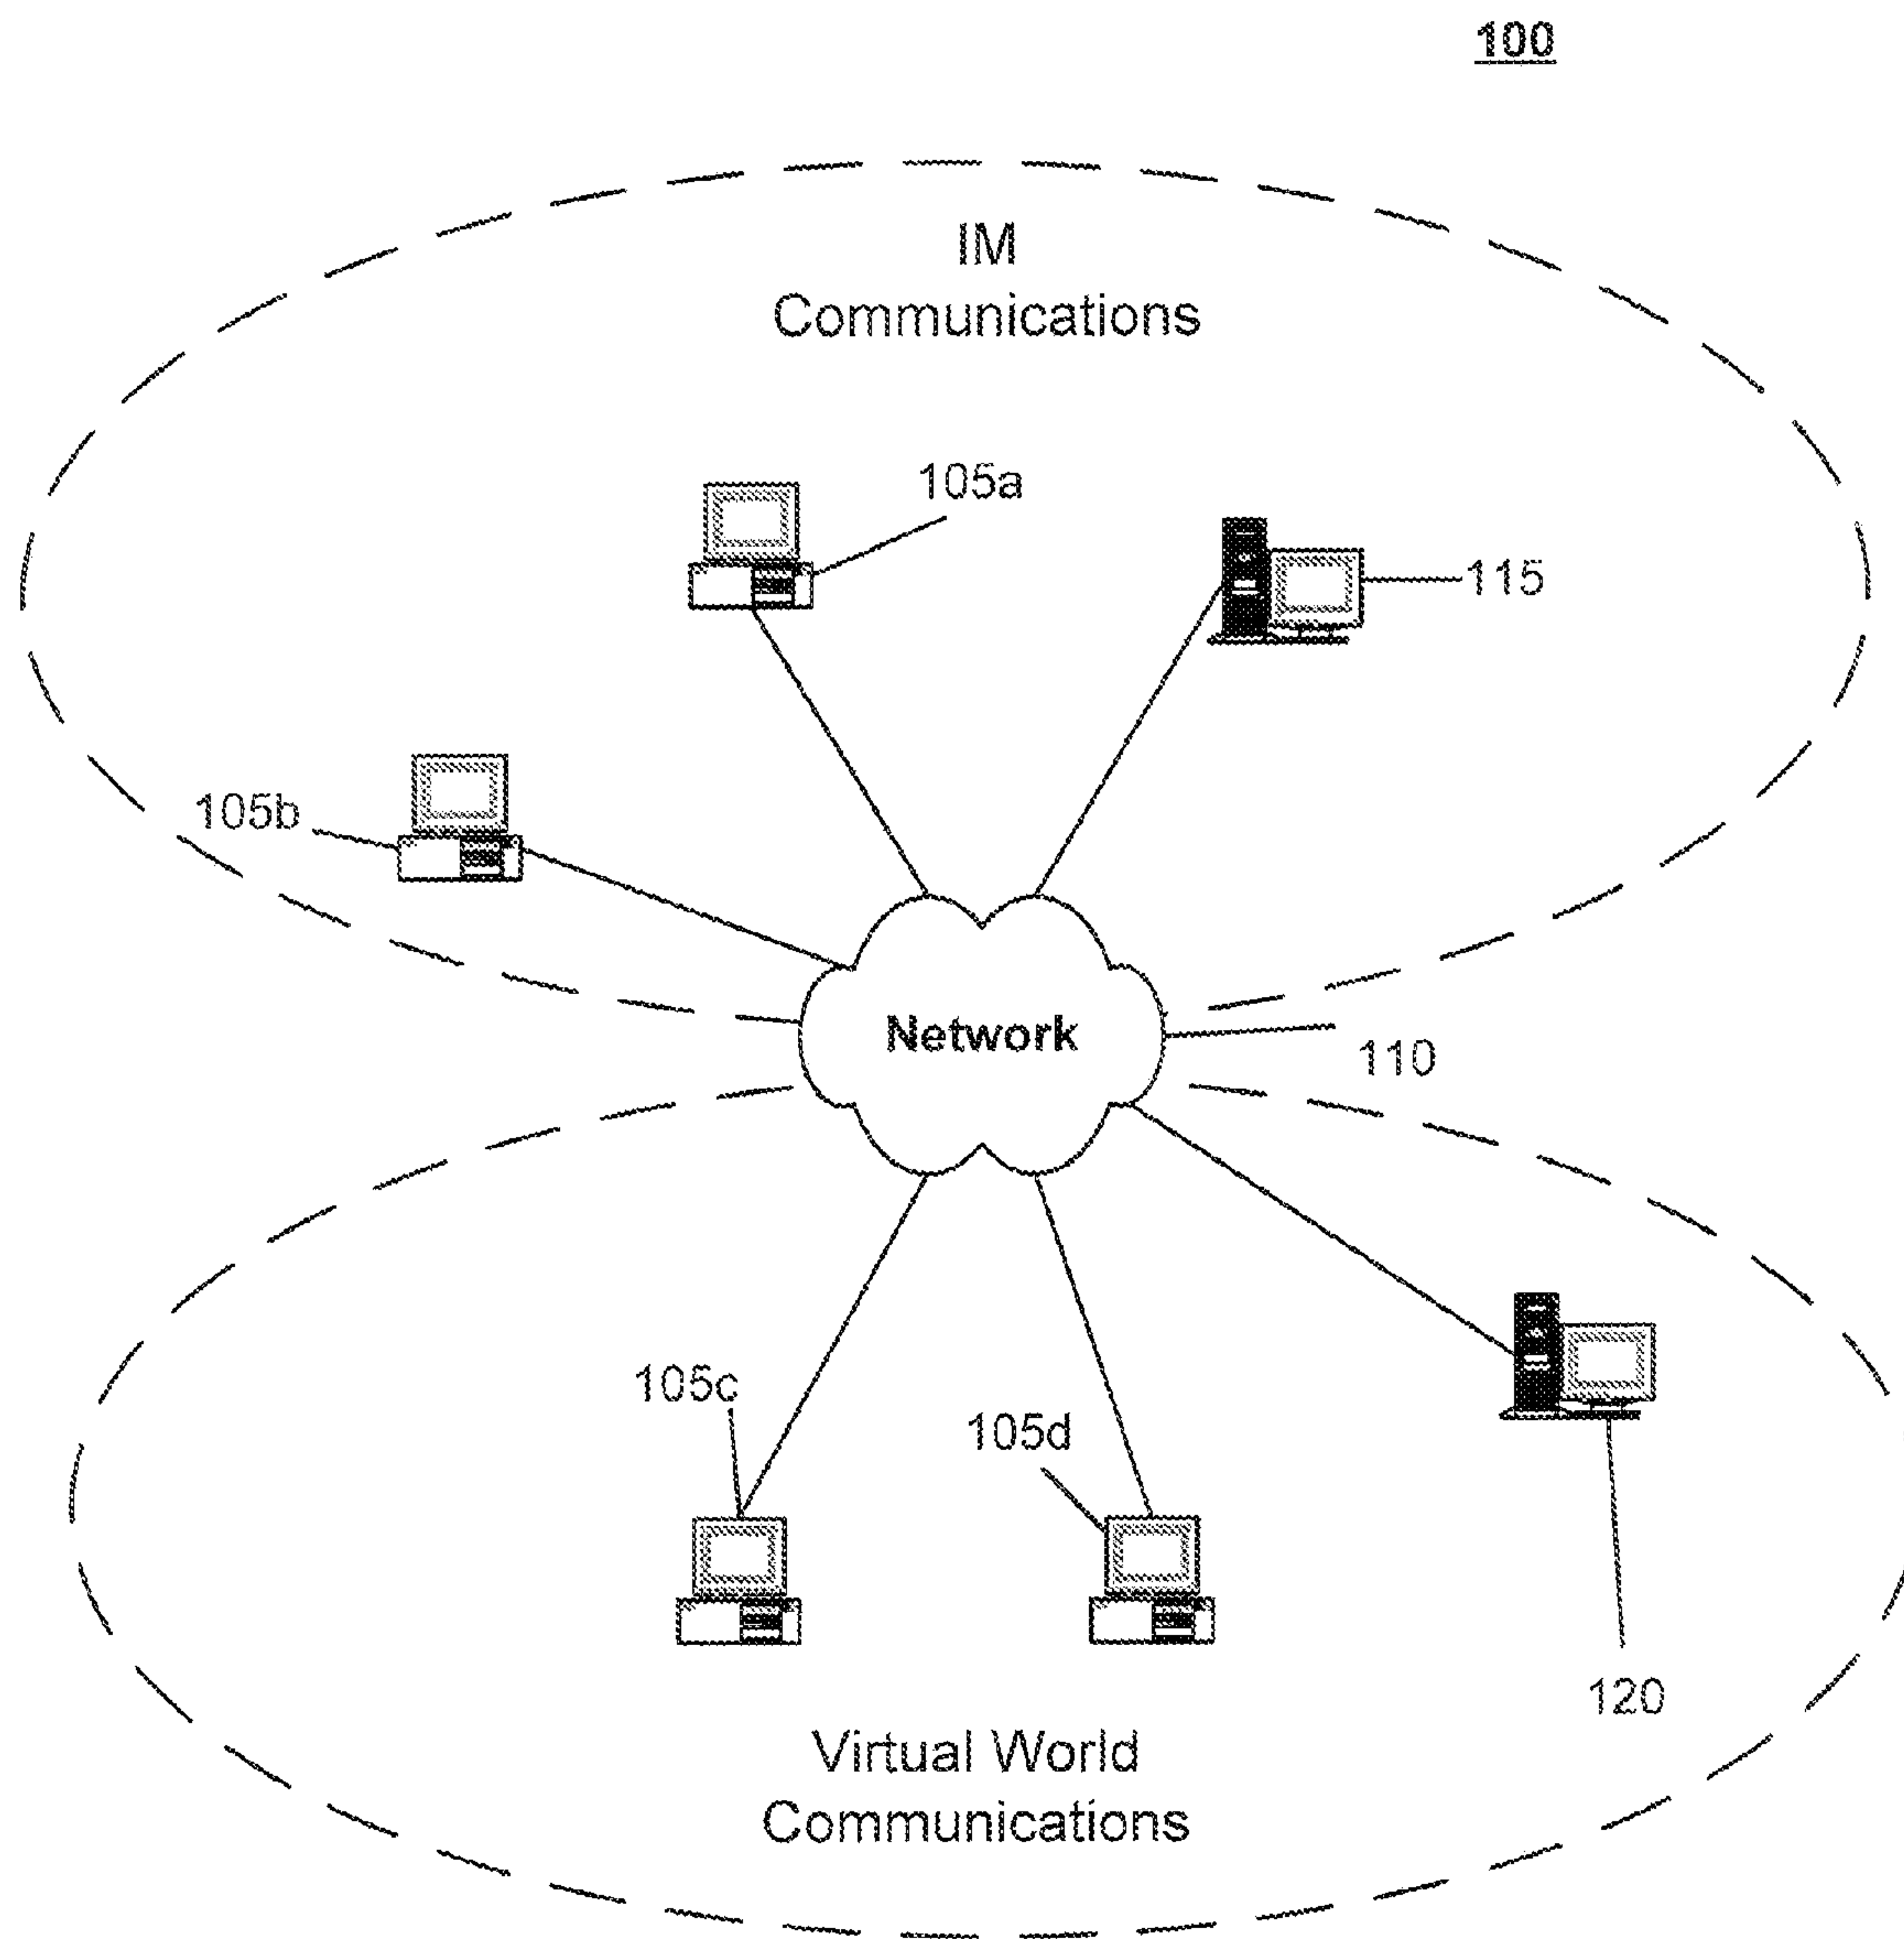 100
IM
Communications
105a
115
105b
Network
110
105c
105d
120
Virtual World
Communications